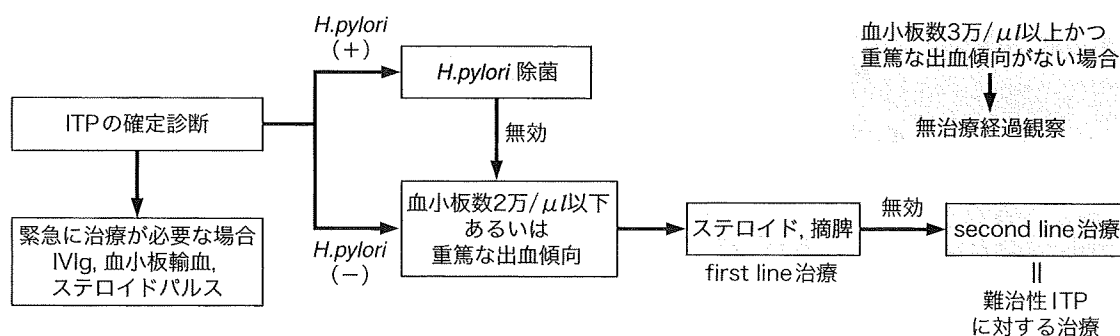 ITPの確定診断
緊急に治療が必要な場合
IVIg, 血小板輸血,
ステロイドパルス
H.pylori
(+)
H.pylori 除菌
無効
H.pylori
(−)
血小板数2万/μl以下
あるいは
重篤な出血傾向
ステロイド, 摘脾
first line治療
無効
second line治療
=
難治性ITP
に対する治療
血小板数3万/μl以上かつ
重篤な出血傾向がない場合
無治療経過観察